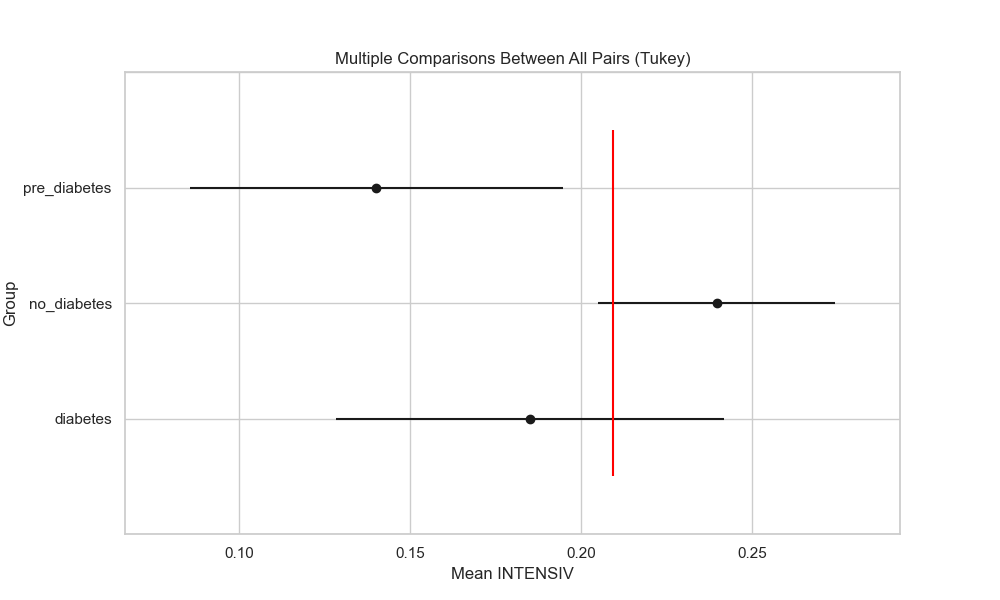 Multiple Comparisons Between All Pairs (Tukey)
pre_diabetes
no_diabetes
diabetes
Group
0.10 0.15 0.20 0.25
Mean INTENSIV